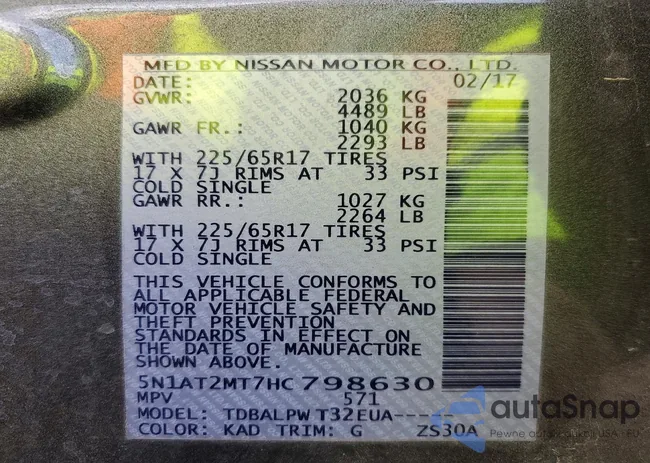 MFD BY NISSAN MOTOR CO., LTD.
DATE: 02/17
GVWR: 2036 KG
4489 LB
GAWR FR.: 1040 KG
2293 LB
WITH 225/65R17 TIRES
17 X 7J RIMS AT 33 PSI
COLD SINGLE
GAWR RR.: 1027 KG
2264 LB
WITH 225/65R17 TIRES
17 X 7J RIMS AT 33 PSI
COLD SINGLE
THIS VEHICLE CONFORMS TO
ALL APPLICABLE FEDERAL
MOTOR VEHICLE SAFETY AND
THEFT PREVENTION
STANDARDS IN EFFECT ON
THE DATE OF MANUFACTURE
SHOWN ABOVE.
5N1AT2MT7HC798630
MPV 571
MODEL: TDBALPW T32EUA-----
COLOR: KAD TRIM: G ZS30A
autaSnap
Pewne auto